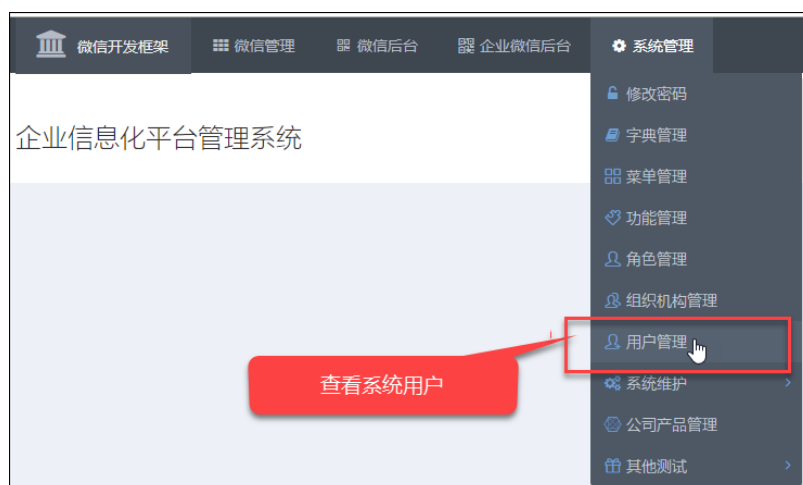 微信开发框架 微信管理 微信后台 企业微信后台 系统管理
修改密码
企业信息化平台管理系统
字典管理
菜单管理
功能管理
角色管理
组织机构管理
用户管理
查看系统用户
系统维护
公司产品管理
其他测试